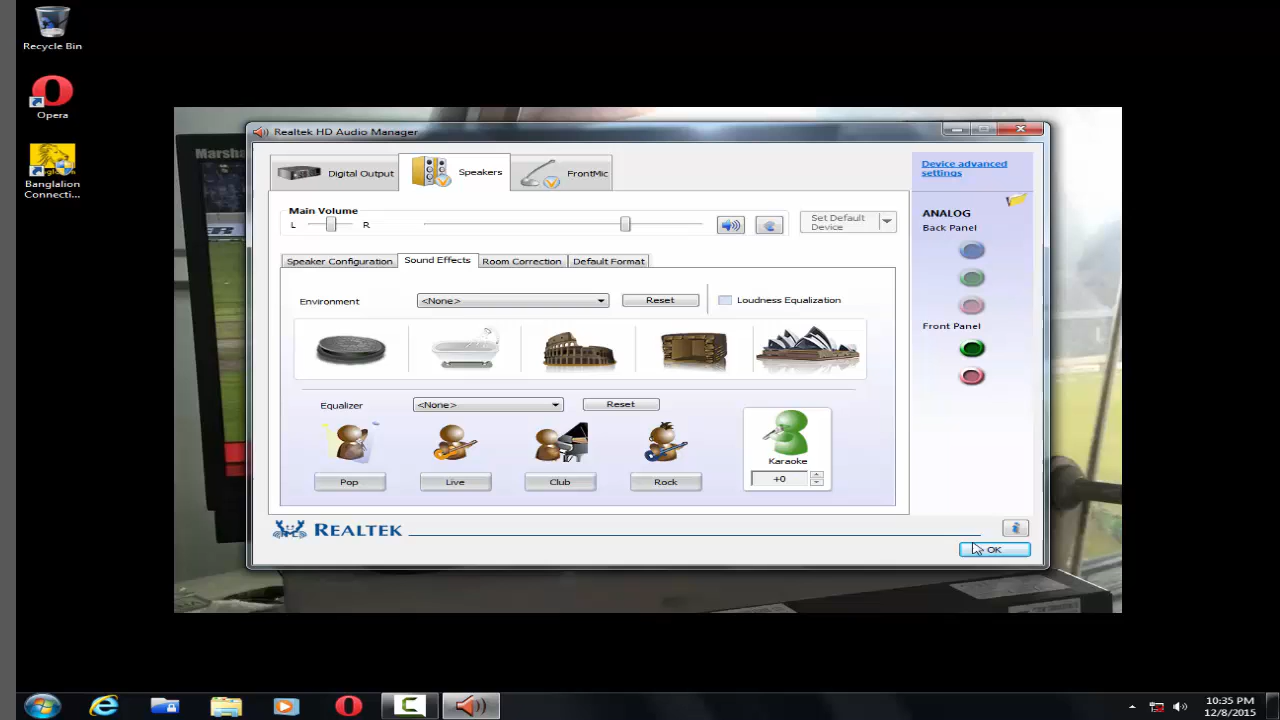 Recycle Bin
Opera
Banglalion
Connecti...
Marsha
Realtek HD Audio Manager
Digital Output
Speakers
FrontMic
Device advanced
settings
Main Volume
L
R
Set Default
Device
ANALOG
Back Panel
Speaker Configuration
Sound Effects
Room Correction
Default Format
Environment
<None>
Reset
Loudness Equalization
Front Panel
Equalizer
<None>
Reset
Karaoke
+0
Pop
Live
Club
Rock
REALTEK
OK
10:35 PM
12/8/2015